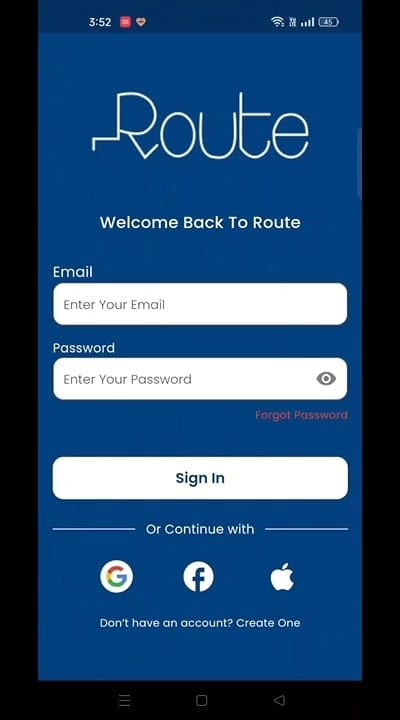 3:52
45
Route
Welcome Back To Route
Email
Enter Your Email
Password
Enter Your Password
Forgot Password
Sign In
Or Continue with
Don't have an account? Create One